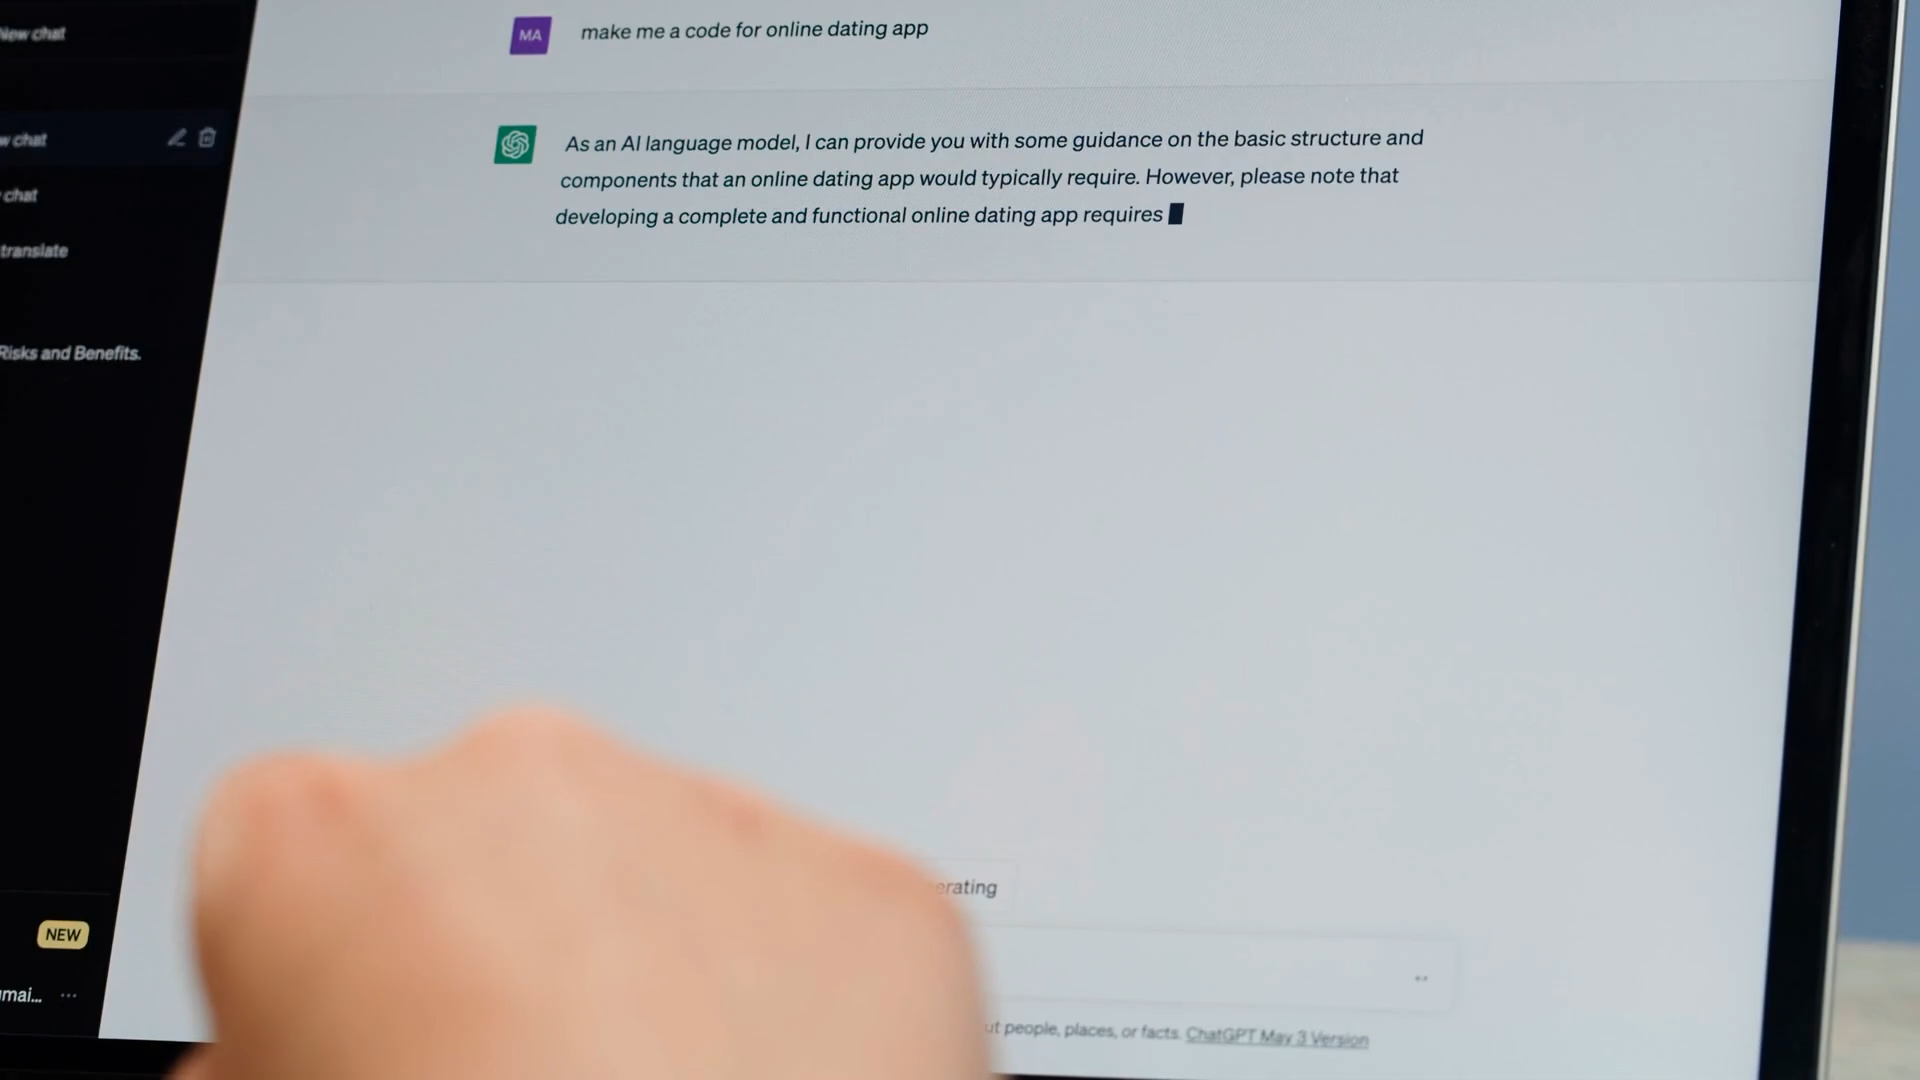 New chat
MA
make me a code for online dating app
w chat
As an AI language model, I can provide you with some guidance on the basic structure and
components that an online dating app would typically require. However, please note that
developing a complete and functional online dating app requires
chat
translate
Risks and Benefits.
erating
NEW
mai...
ut people, places, or facts. ChatGPT May 3 Version